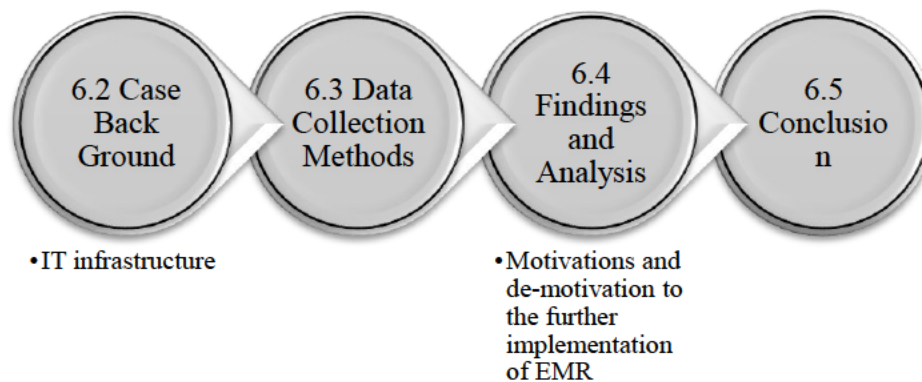 6.2 Case
Back
Ground
6.3 Data
Collection
Methods
6.4
Findings
and
Analysis
6.5
Conclusio
n
•IT infrastructure
•Motivations and
de-motivation to
the further
implementation
of EMR